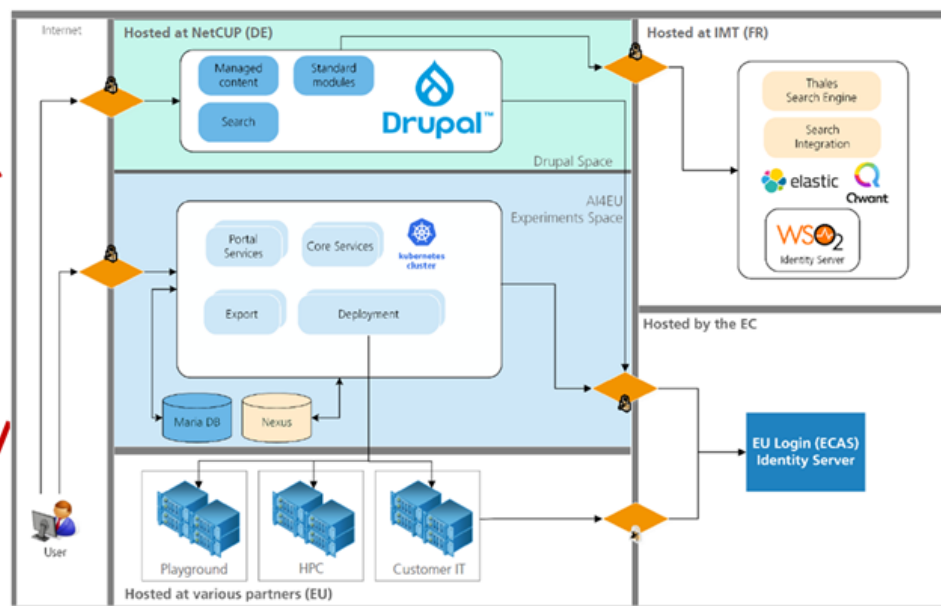 Internet
Hosted at NetCUP (DE)
Managed
content
Standard
modules
Search
Drupal™
Drupal Space
Hosted at IMT (FR)
Thales
Search Engine
Search
Integration
elastic
Qwant
WSO2
Identity Server
AI4EU
Experiments Space
Portal
Services
Core Services
kubernetes
cluster
Export
Deployment
Maria DB
Nexus
Hosted by the EC
EU Login (ECAS)
Identity Server
User
Playground
HPC
Customer IT
Hosted at various partners (EU)